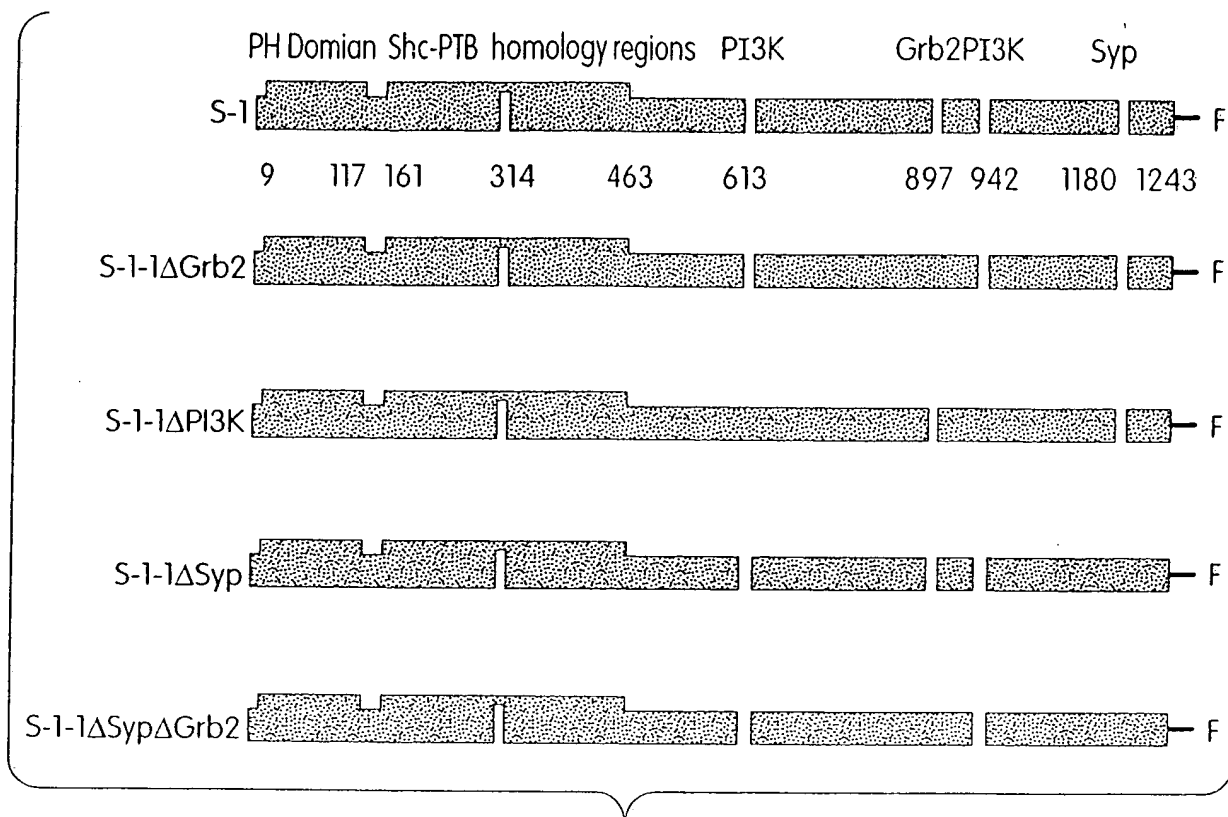 PH Domian Shc-PTB homology regions PI3K Grb2PI3K Syp
S-1 F
9 117 161 314 463 613 897 942 1180 1243
S-1-1ΔGrb2 F
S-1-1ΔPI3K F
S-1-1ΔSyp F
S-1-1ΔSypΔGrb2 F